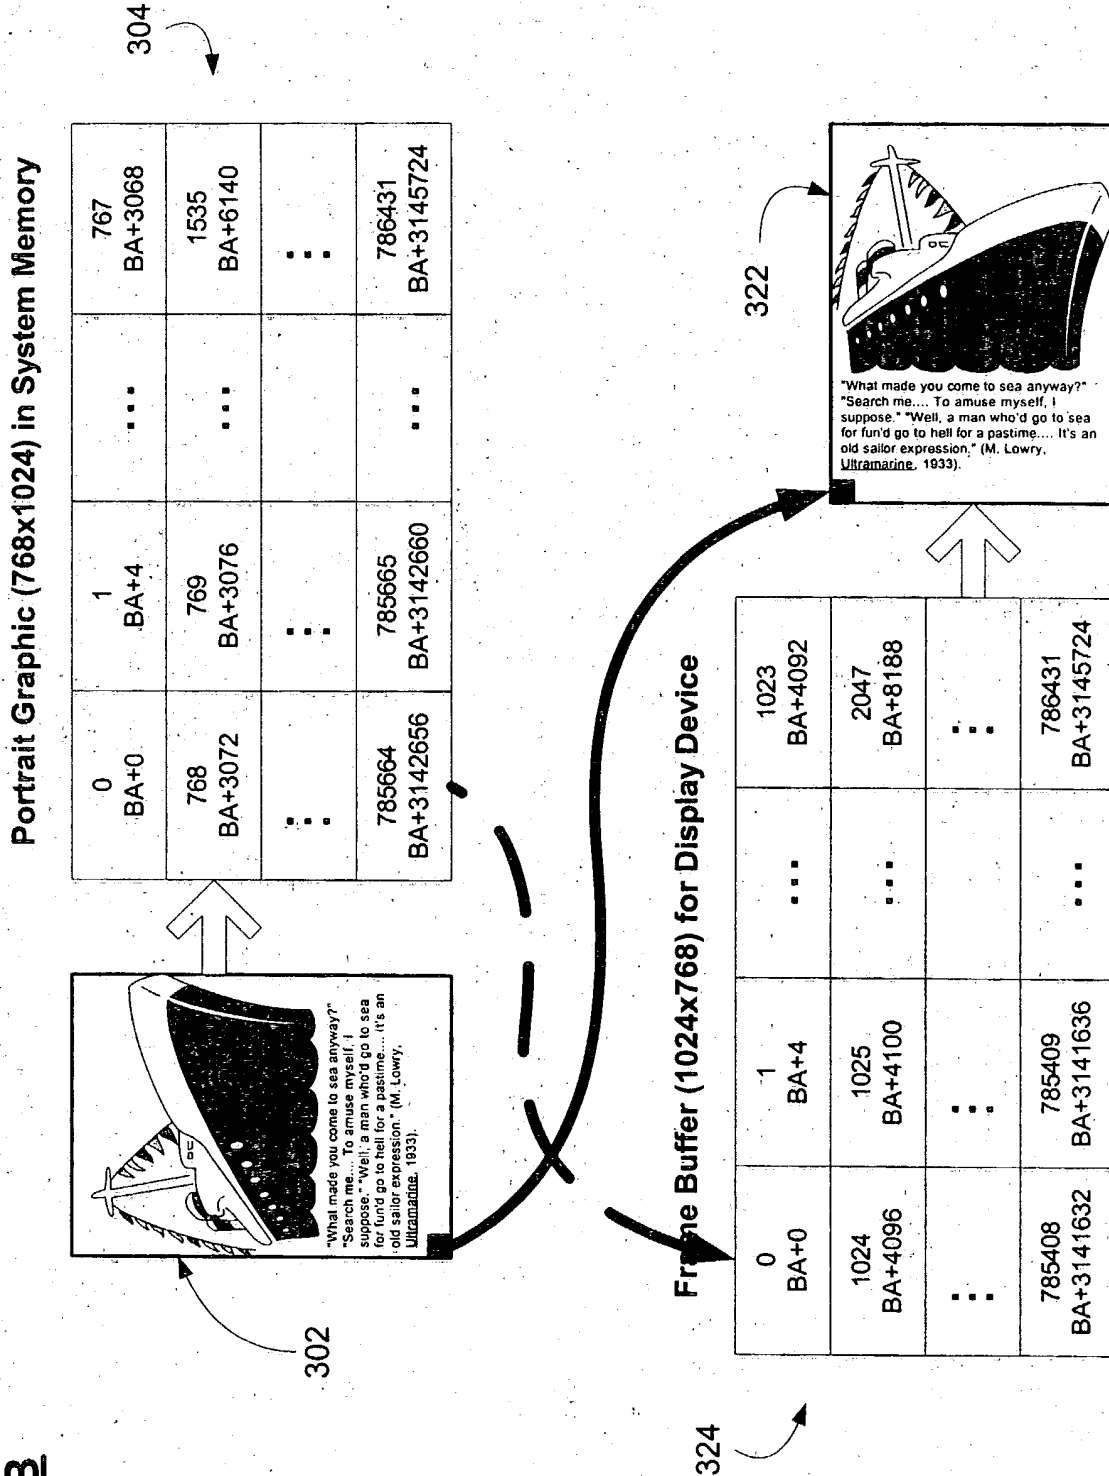 B
Portrait Graphic (768x1024) in System Memory
304
0 1 ... 767
BA+0 BA+4 BA+3068
768 769 ... 1535
BA+3072 BA+3076 BA+6140
... ... ...
785664 785665 ... 786431
BA+3142656 BA+3142660 BA+3145724
302
"What made you come to sea anyway?"
"Search me.... To amuse myself, I
suppose." "Well, a man who'd go to sea
for fun'd go to hell for a pastime.... It's an
old sailor expression." (M. Lowry,
Ultramarine, 1933).
Frame Buffer (1024x768) for Display Device
324
0 1 ... 1023
BA+0 BA+4 BA+4092
1024 1025 ... 2047
BA+4096 BA+4100 BA+8188
... ... ...
785408 785409 ... 786431
BA+3141632 BA+3141636 BA+3145724
322
"What made you come to sea anyway?"
"Search me.... To amuse myself, I
suppose." "Well, a man who'd go to sea
for fun'd go to hell for a pastime.... It's an
old sailor expression." (M. Lowry,
Ultramarine, 1933).